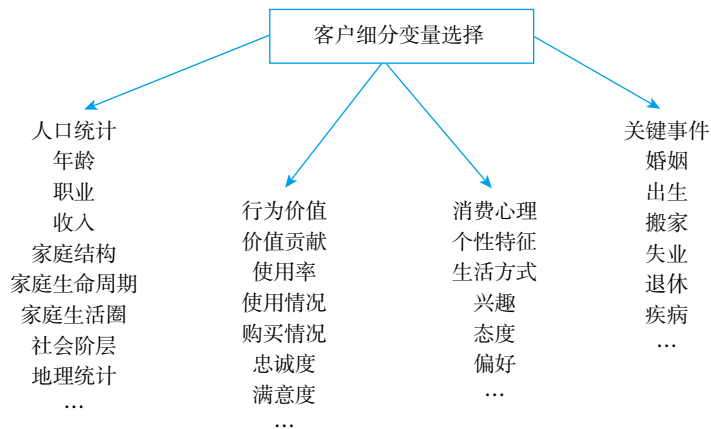 客户细分变量选择
人口统计
年龄
职业
收入
家庭结构
家庭生命周期
家庭生活圈
社会阶层
地理统计
…
行为价值
价值贡献
使用率
使用情况
购买情况
忠诚度
满意度
…
消费心理
个性特征
生活方式
兴趣
态度
偏好
…
关键事件
婚姻
出生
搬家
失业
退休
疾病
…